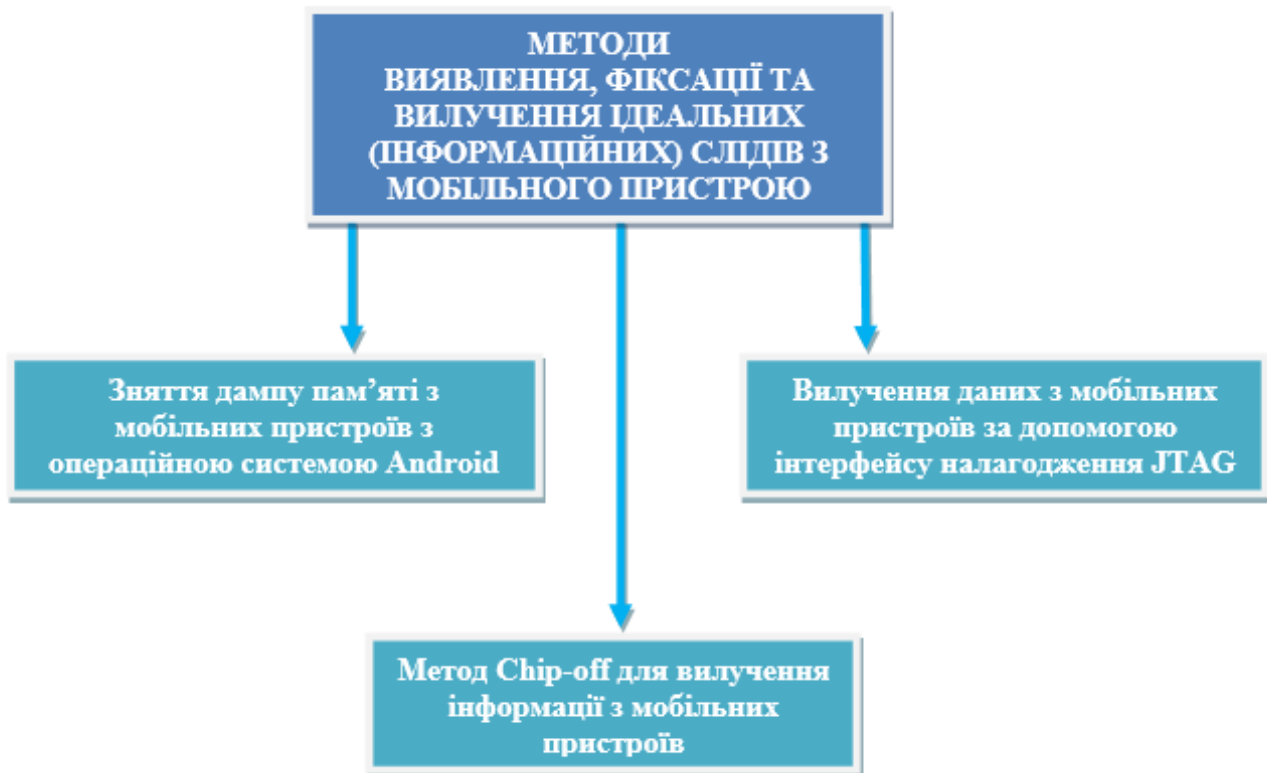 МЕТОДИ
ВИЯВЛЕННЯ, ФІКСАЦІЇ ТА
ВИЛУЧЕННЯ ІДЕАЛЬНИХ
(ІНФОРМАЦІЙНИХ) СЛІДІВ З
МОБІЛЬНОГО ПРИСТРОЮ
Зняття дампу пам’яті з
мобільних пристроїв з
операційною системою Android
Вилучення даних з мобільних
пристроїв за допомогою
інтерфейсу налагодження JTAG
Метод Chip-off для вилучення
інформації з мобільних
пристроїв